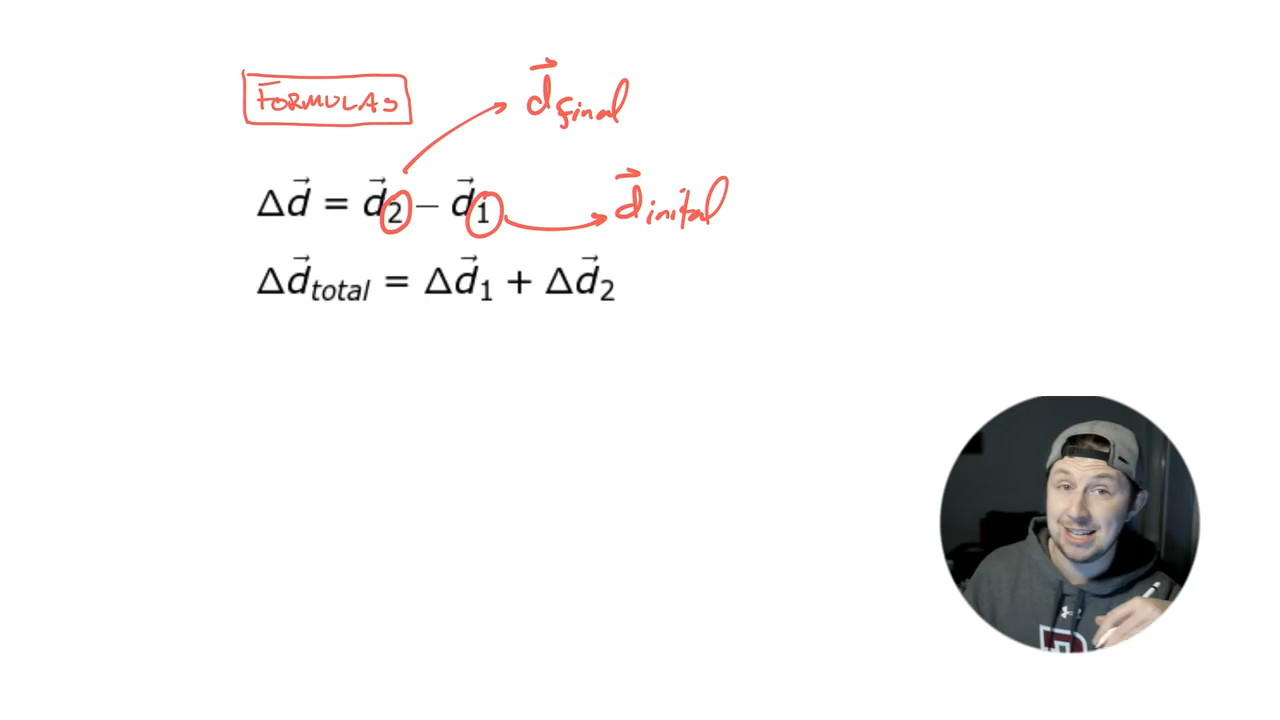 FORMULAS
d⃗final
Δd⃗ = d⃗₂ − d⃗₁
d⃗inital
Δd⃗total = Δd⃗₁ + Δd⃗₂